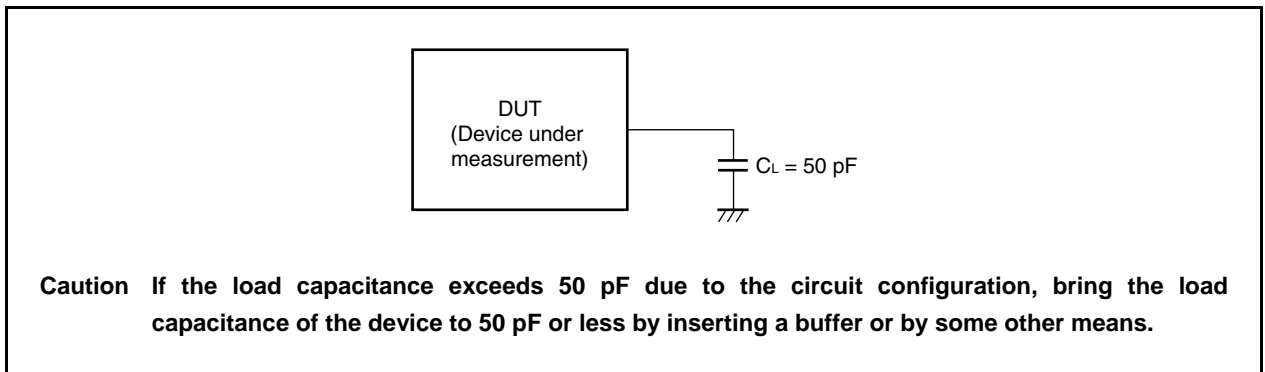 DUT
(Device under
measurement)
CL = 50 pF
Caution If the load capacitance exceeds 50 pF due to the circuit configuration, bring the load
capacitance of the device to 50 pF or less by inserting a buffer or by some other means.